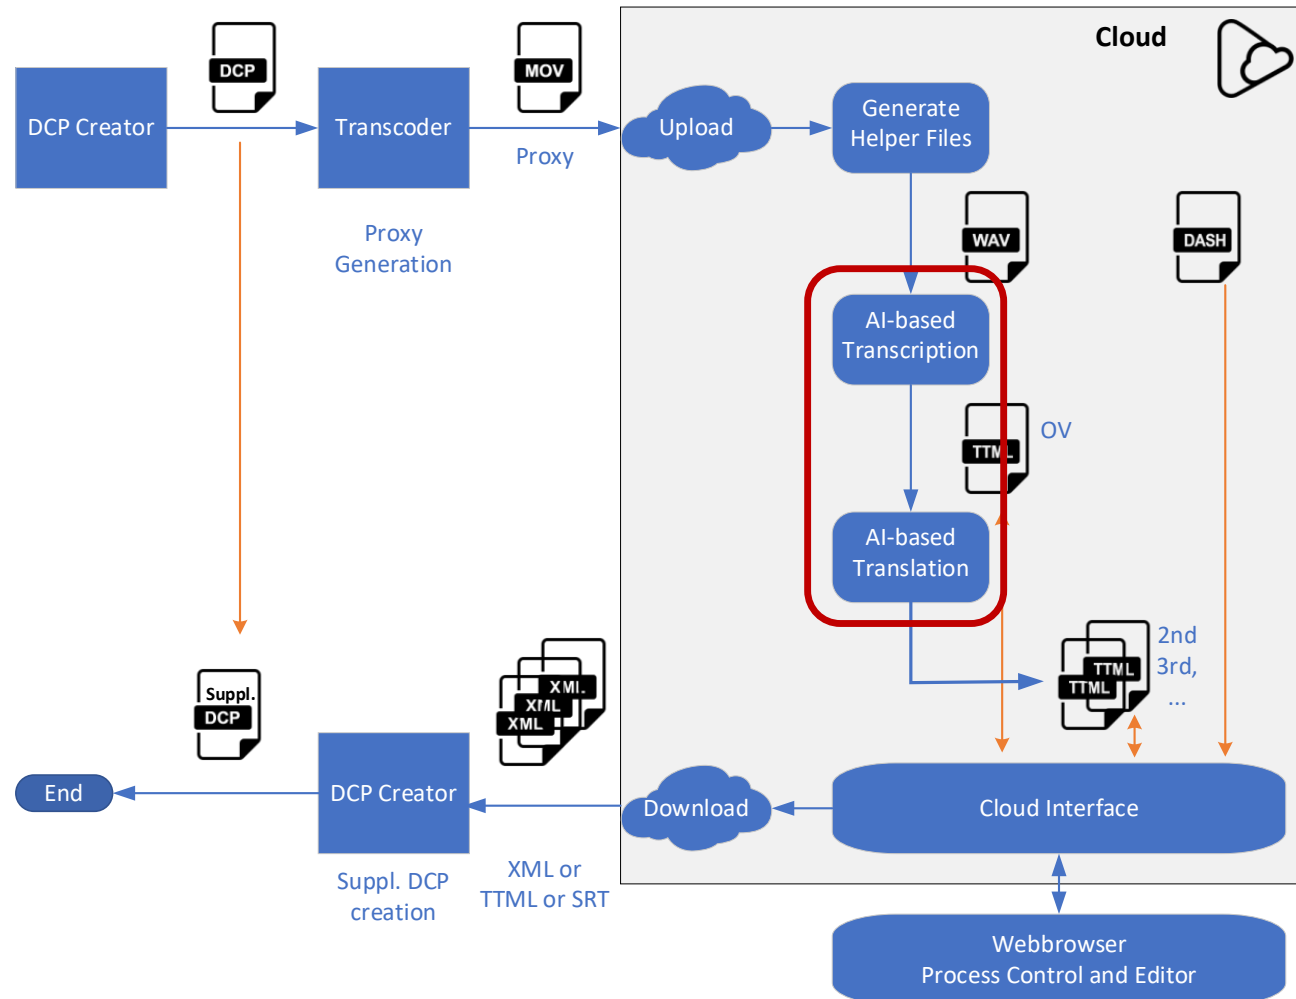 Cloud
DCP
MOV
DCP Creator
Transcoder
Proxy
Upload
Generate
Helper Files
Proxy
Generation
WAV
DASH
AI-based
Transcription
TTML
OV
AI-based
Translation
TTML
TTML
2nd
3rd,
...
Suppl.
DCP
XML
XML
XML
End
DCP Creator
Download
Cloud Interface
Suppl. DCP
creation
XML or
TTML or SRT
Webbrowser
Process Control and Editor